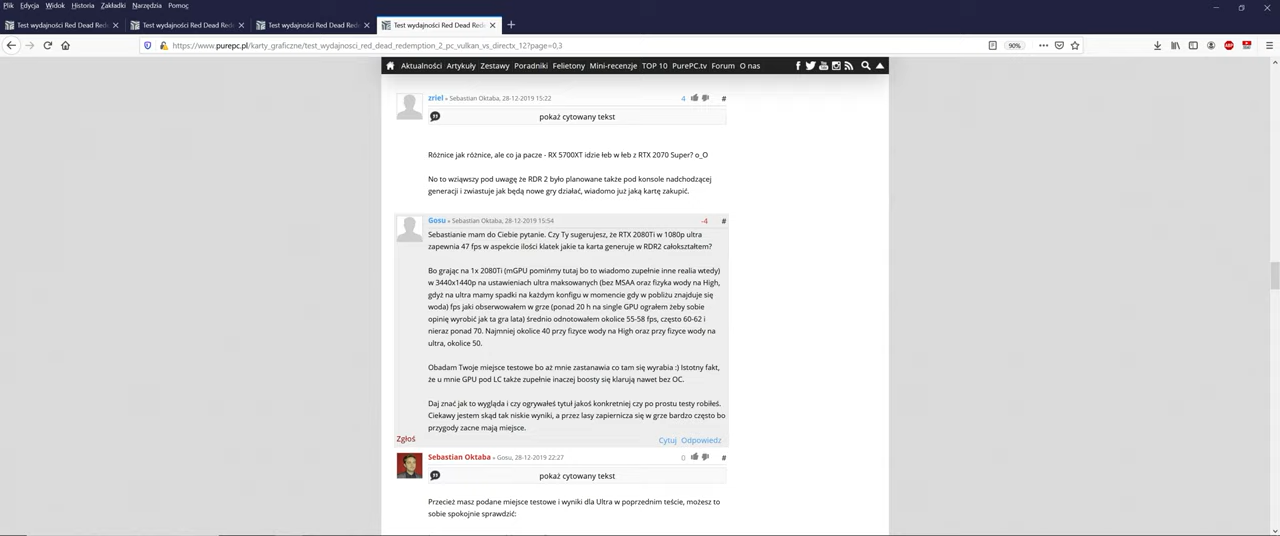 Plik Edycja Widok Historia Zakładki Narzędzia Pomoc
Test wydajności Red Dead Rede
Test wydajności Red Dead Rede
Test wydajności Red Dead Rede
Test wydajności Red Dead Rede
https://www.purepc.pl/karty_graficzne/test_wydajnosci_red_dead_redemption_2_pc_vulkan_vs_directx_12?page=0,3
90%
ABP
Aktualności Artykuły Zestawy Poradniki Felietony Mini-recenzje TOP 10 PurePC.tv Forum O nas
zriel » Sebastian Oktaba, 28-12-2019 15:22 4 #
pokaż cytowany tekst
Różnice jak różnice, ale co ja pacze - RX 5700XT idzie łeb w łeb z RTX 2070 Super? o_O
No to wziąwszy pod uwagę że RDR 2 było planowane także pod konsole nadchodzącej
generacji i zwiastuje jak będą nowe gry działać, wiadomo już jaką kartę zakupić.
Gosu » Sebastian Oktaba, 28-12-2019 15:54 -4 #
Sebastianie mam do Ciebie pytanie. Czy Ty sugerujesz, że RTX 2080Ti w 1080p ultra
zapewnia 47 fps w aspekcie ilości klatek jakie ta karta generuje w RDR2 całokształtem?
Bo grając na 1x 2080Ti (mGPU pomińmy tutaj bo to wiadomo zupełnie inne realia wtedy)
w 3440x1440p na ustawieniach ultra maksowanych (bez MSAA oraz fizyka wody na High,
gdyż na ultra mamy spadki na każdym konfigu w momencie gdy w pobliżu znajduje się
woda) fps jaki obserwowałem w grze (ponad 20 h na single GPU ograłem żeby sobie
opinię wyrobić jak ta gra lata) średnio odnotowałem okolice 55-58 fps, często 60-62 i
nieraz ponad 70. Najmniej okolice 40 przy fizyce wody na High oraz przy fizyce wody na
ultra, okolice 50.
Obadam Twoje miejsce testowe bo aż mnie zastanawia co tam się wyrabia :) Istotny fakt,
że u mnie GPU pod LC także zupełnie inaczej boosty się klarują nawet bez OC.
Daj znać jak to wygląda i czy ogrywałeś tytuł jakoś konkretniej czy po prostu testy robiłeś.
Ciekawy jestem skąd tak niskie wyniki, a przez lasy zapiernicza się w grze bardzo często bo
przygody zacne mają miejsce.
Zgłoś Cytuj Odpowiedz
Sebastian Oktaba » Gosu, 28-12-2019 22:27 0 #
pokaż cytowany tekst
Przecież masz podane miejsce testowe i wyniki dla Ultra w poprzednim teście, możesz to
sobie spokojnie sprawdzić: